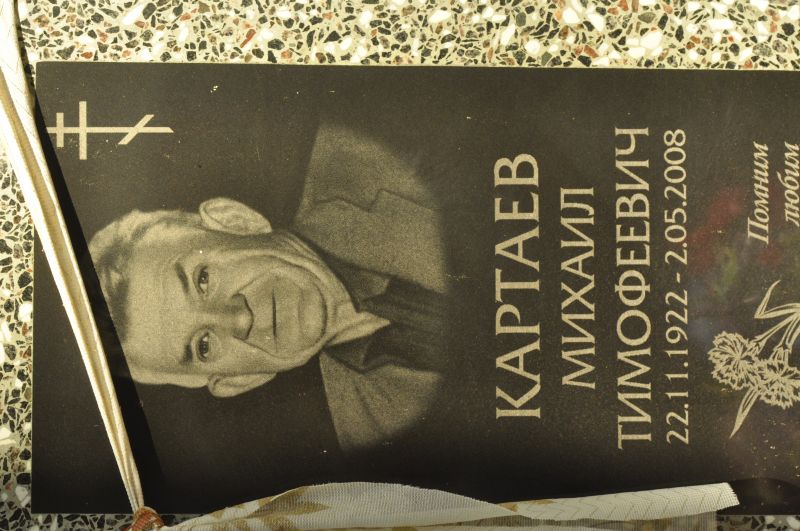 КАРТАЕВ
МИХАИЛ
ТИМОФЕЕВИЧ
22.11.1922 - 2.05.2008
Помним
любим